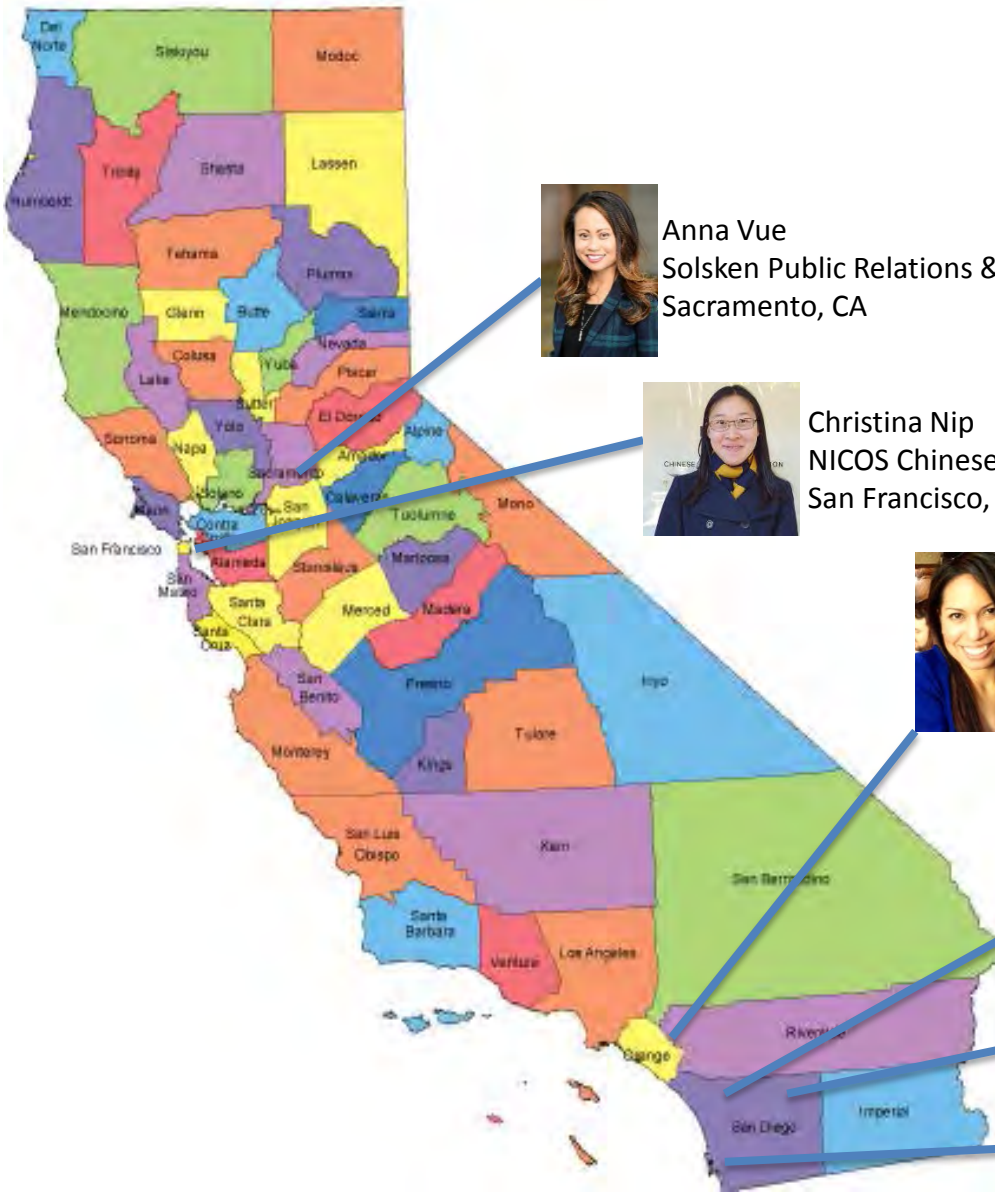 Del
Norte
Siskiyou
Modoc
Humboldt
Trinity
Shasta
Lassen
Tehama
Plumas
Mendocino
Glenn
Butte
Sierra
Colusa
Yuba
Nevada
Placer
Lake
Sutter
El Dorado
Yolo
Sonoma
Napa
Sacramento
Amador
Alpine
Solano
Calaveras
San
Joaquin
Tuolumne
Mono
Marin
Contra
San Francisco
Alameda
Stanislaus
Mariposa
San
Mateo
Santa
Clara
Merced
Madera
Santa
Cruz
San
Benito
Fresno
Inyo
Monterey
Kings
Tulare
San Luis
Obispo
Kern
San Bernardino
Santa
Barbara
Ventura
Los Angeles
Orange
Riverside
San Diego
Imperial
Anna Vue
Solsken Public Relations &
Sacramento, CA
CHINESE
Christina Nip
NICOS Chinese
San Francisco,